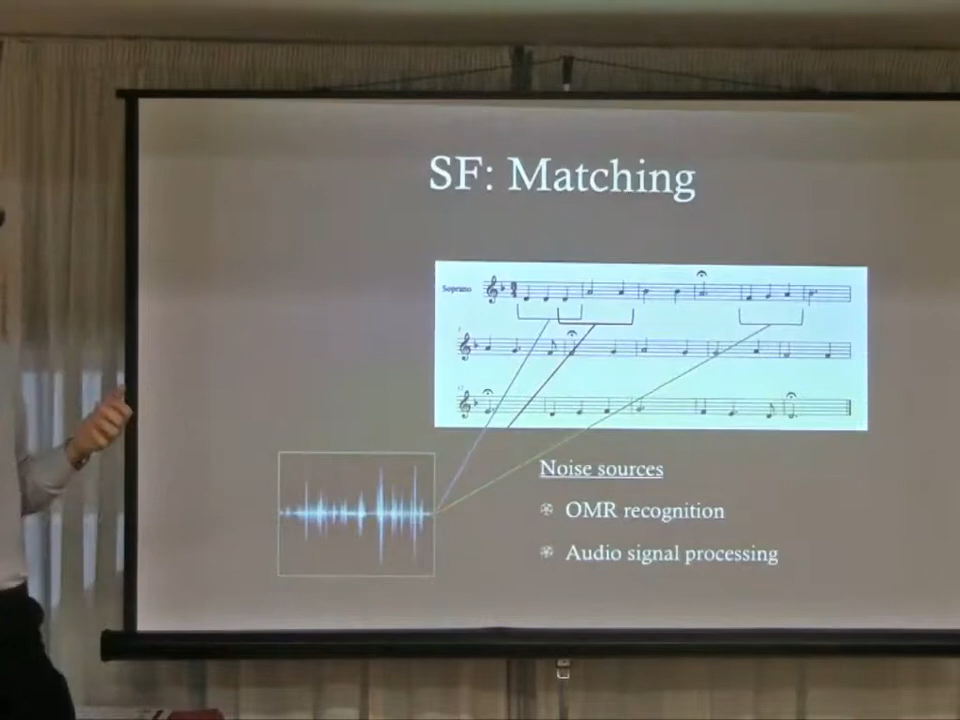 SF: Matching
Soprano
Noise sources
OMR recognition
Audio signal processing